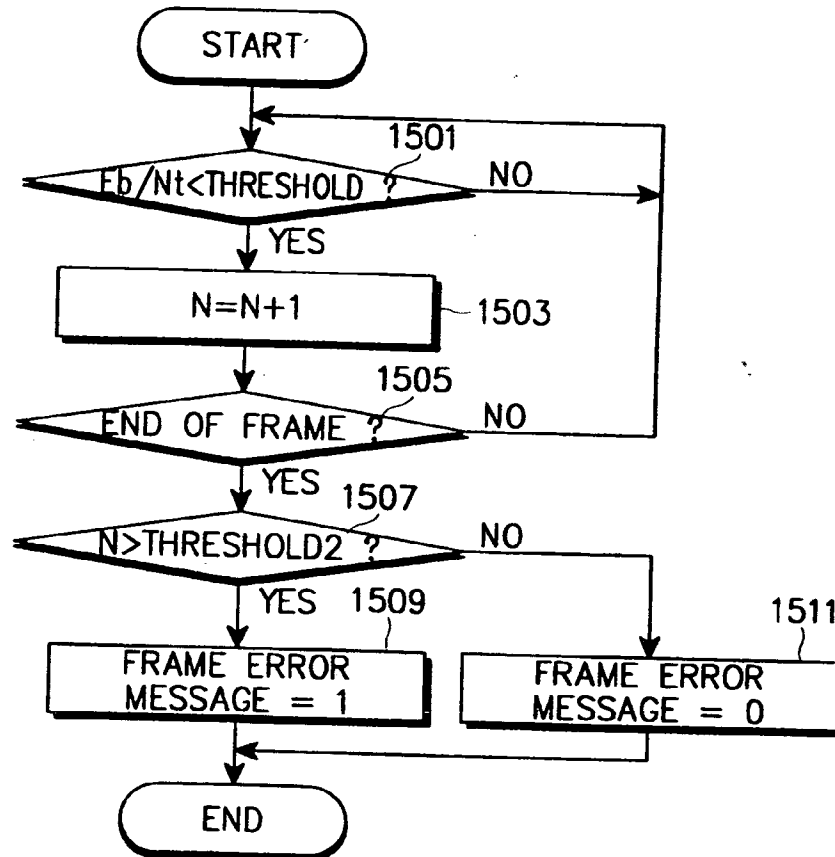 START
1501
Eb/Nt<THRESHOLD ?
NO
YES
N=N+1
1503
1505
END OF FRAME ?
NO
YES
1507
N>THRESHOLD2 ?
NO
YES
1509
1511
FRAME ERROR
MESSAGE = 1
FRAME ERROR
MESSAGE = 0
END